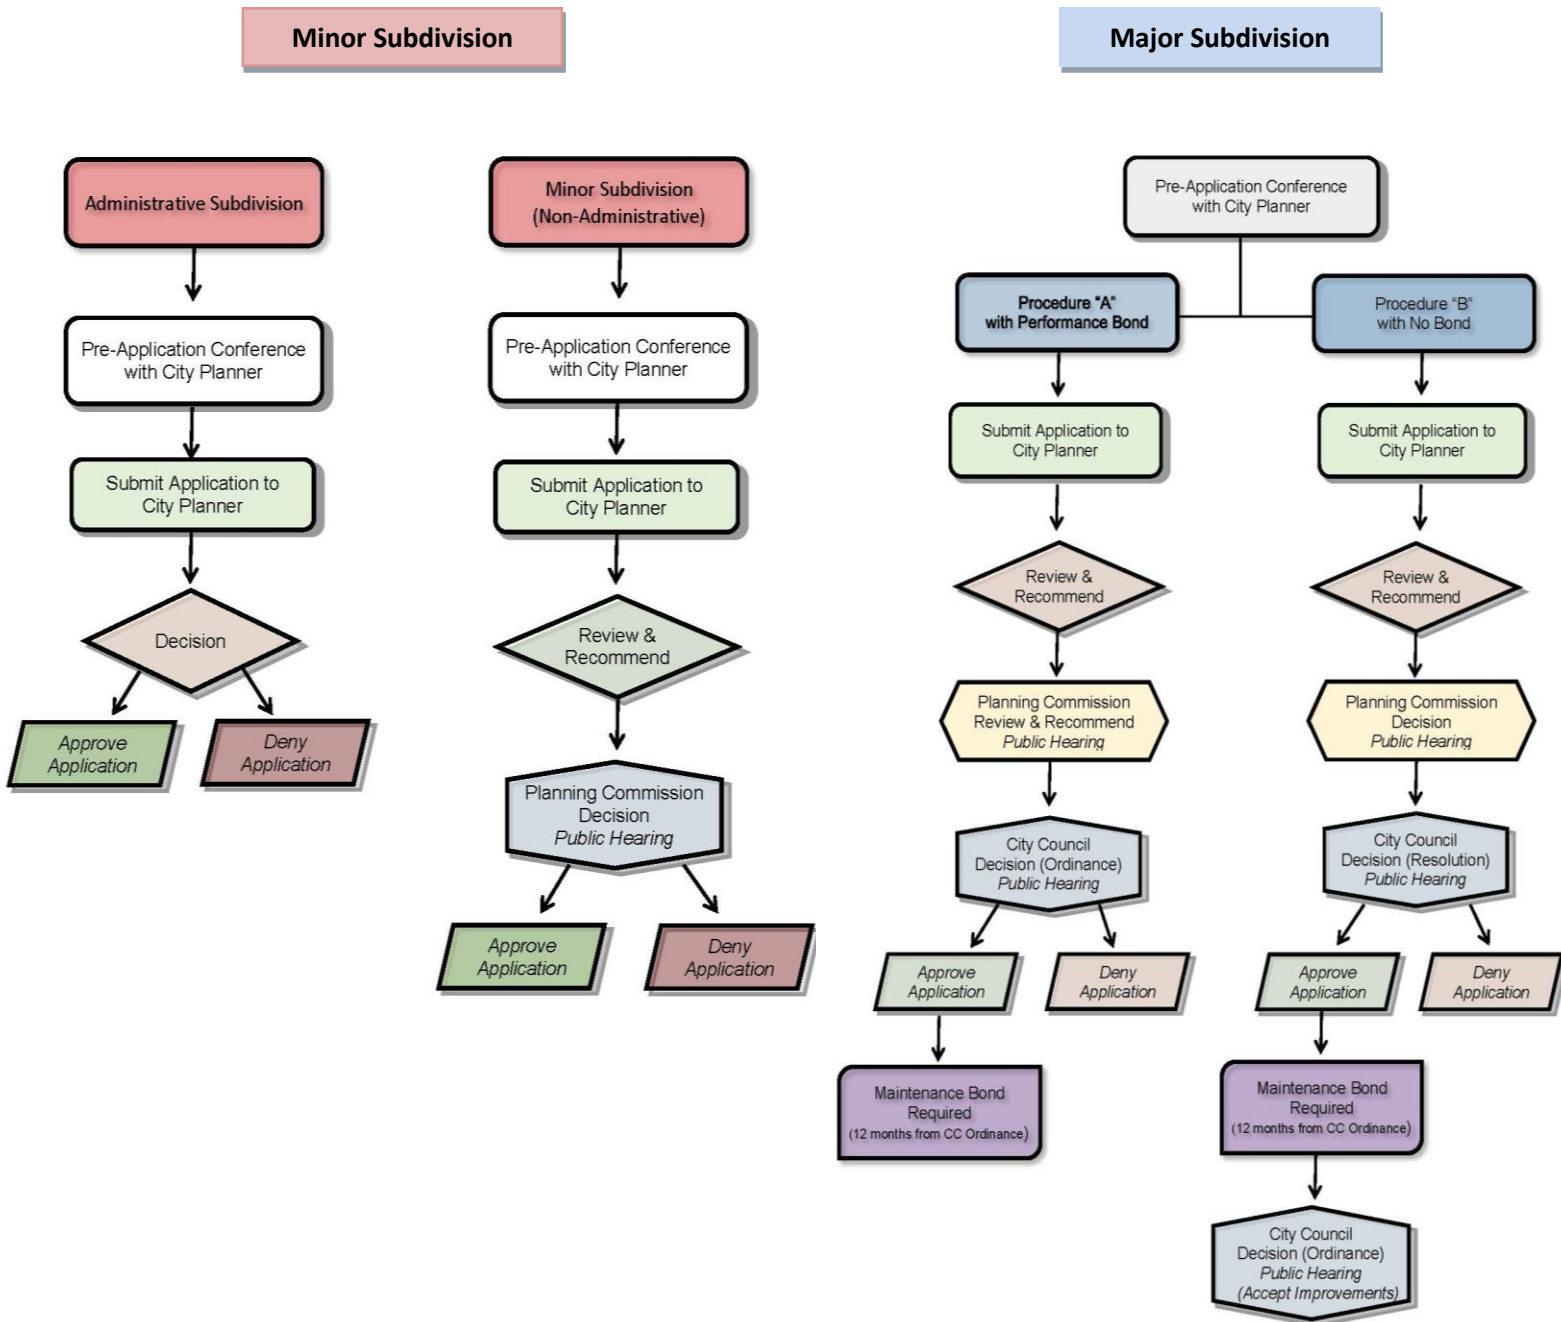 Minor Subdivision
Major Subdivision
Administrative Subdivision
Pre-Application Conference
with City Planner
Submit Application to
City Planner
Decision
Approve
Application
Deny
Application
Minor Subdivision
(Non-Administrative)
Pre-Application Conference
with City Planner
Submit Application to
City Planner
Review &
Recommend
Planning Commission
Decision
Public Hearing
Approve
Application
Deny
Application
Pre-Application Conference
with City Planner
Procedure "A"
with Performance Bond
Submit Application to
City Planner
Review &
Recommend
Planning Commission
Review & Recommend
Public Hearing
City Council
Decision (Ordinance)
Public Hearing
Approve
Application
Deny
Application
Maintenance Bond
Required
(12 months from CC Ordinance)
Procedure "B"
with No Bond
Submit Application to
City Planner
Review &
Recommend
Planning Commission
Decision
Public Hearing
City Council
Decision (Resolution)
Public Hearing
Approve
Application
Deny
Application
Maintenance Bond
Required
(12 months from CC Ordinance)
City Council
Decision (Ordinance)
Public Hearing
(Accept Improvements)